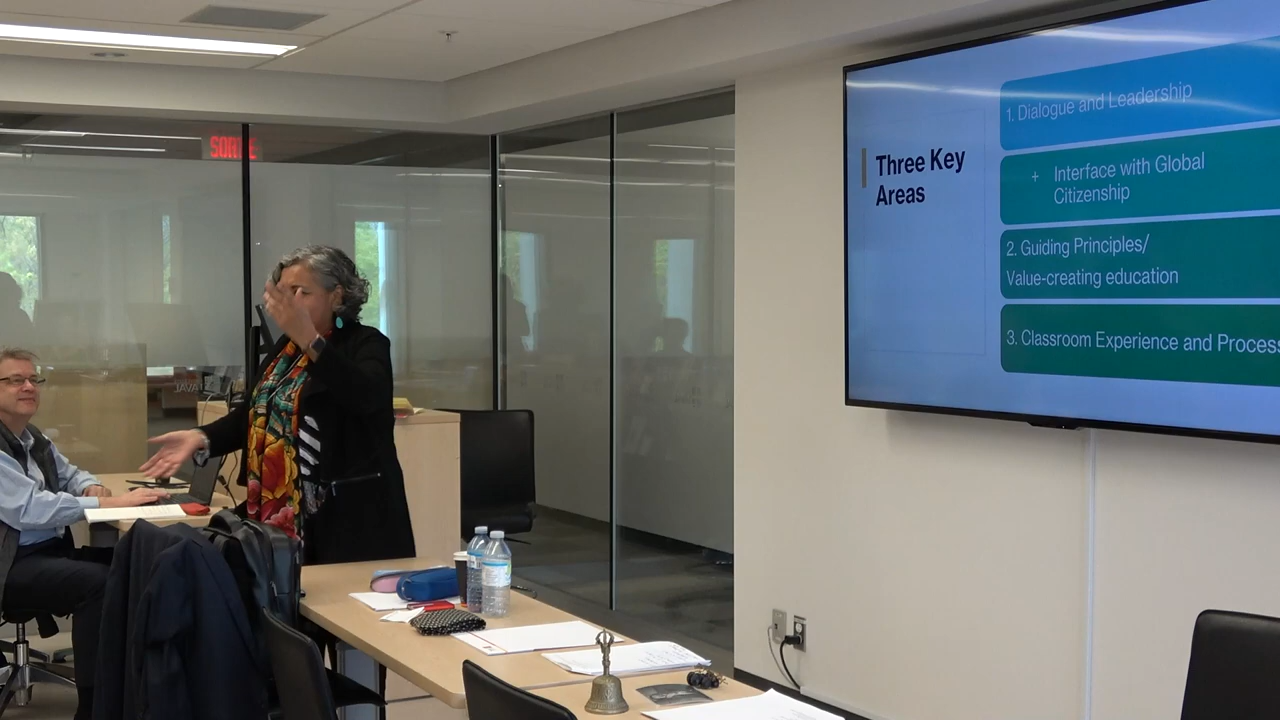 SORTIE
Three Key
Areas
1. Dialogue and Leadership
+ Interface with Global
Citizenship
2. Guiding Principles/
Value-creating education
3. Classroom Experience and Process